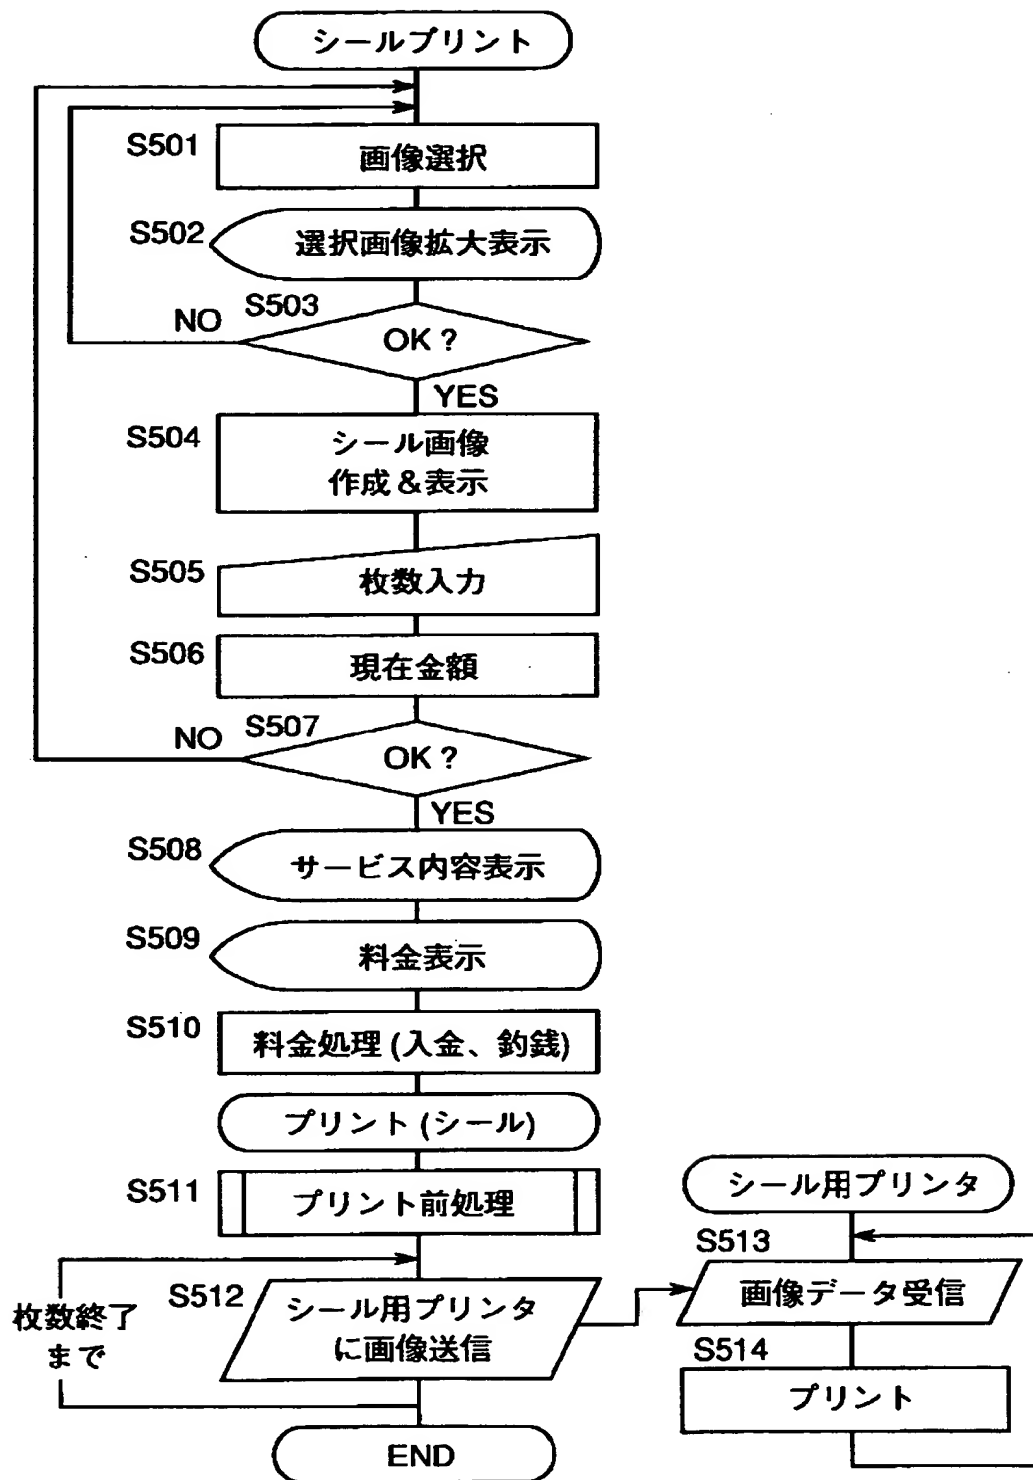 シールプリント
S501
画像選択
S502
選択画像拡大表示
S503
NO
OK？
YES
S504
シール画像
作成＆表示
S505
枚数入力
S506
現在金額
S507
NO
OK？
YES
S508
サービス内容表示
S509
料金表示
S510
料金処理(入金、釣銭)
プリント(シール)
S511
プリント前処理
S512
シール用プリンタ
に画像送信
枚数終了
まで
END
シール用プリンタ
S513
画像データ受信
S514
プリント